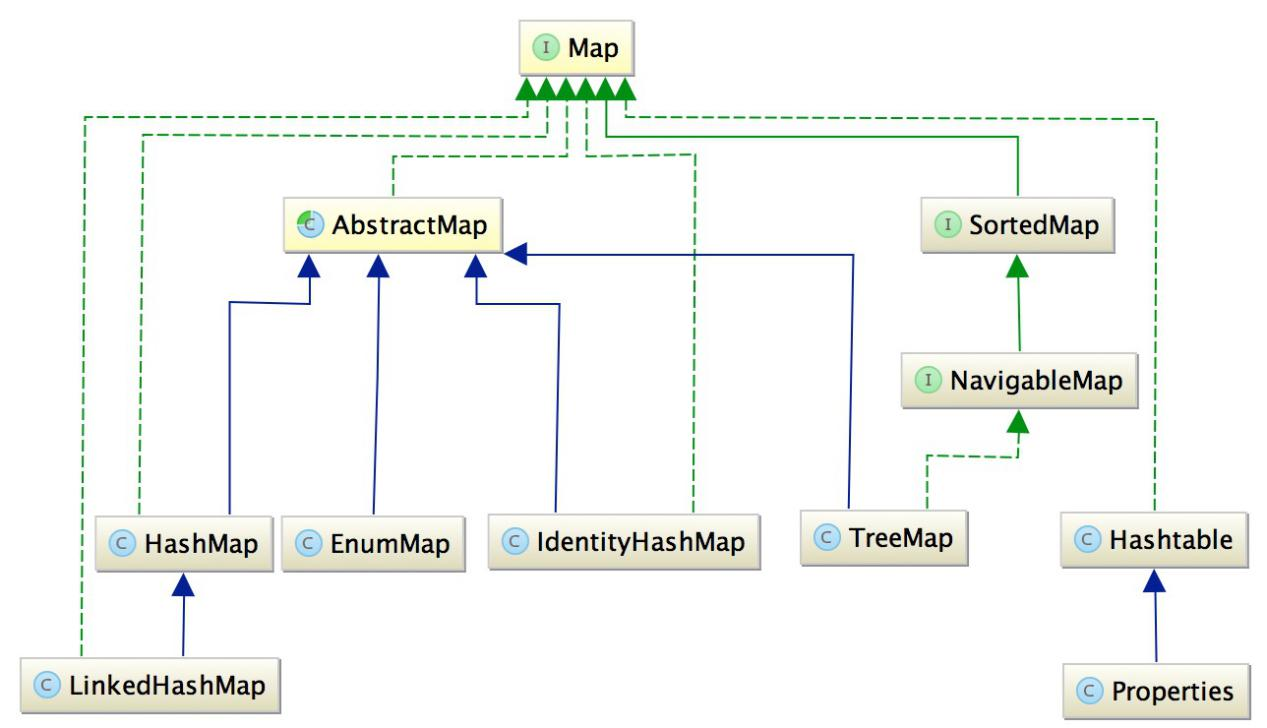 I Map
C AbstractMap
I SortedMap
I NavigableMap
C HashMap
C EnumMap
C IdentityHashMap
C TreeMap
C Hashtable
C LinkedHashMap
C Properties